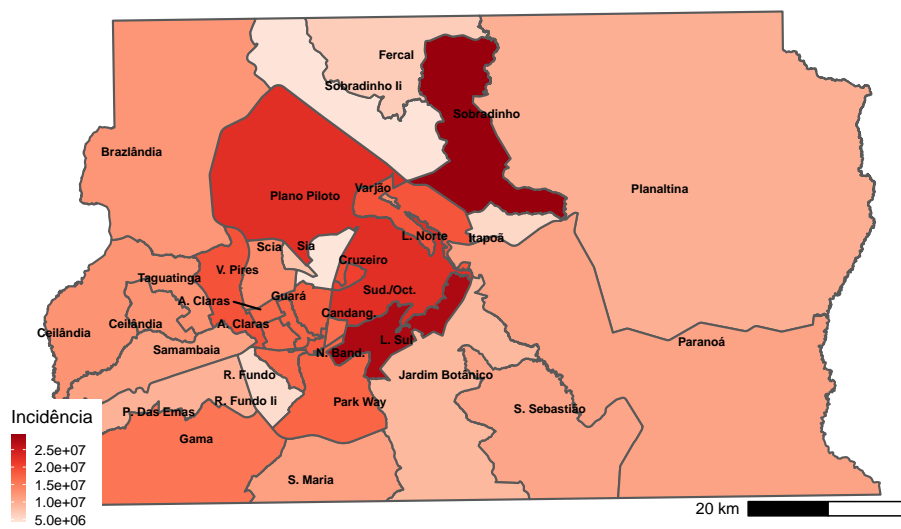 Fercal
Sobradinho Ii
Sobradinho
Brazlândia
Planaltina
Plano Piloto
Varjão
L. Norte
Itapoã
Scia
Sia
Cruzeiro
V. Pires
Taguatinga
Sud./Oct.
Guará
A. Claras
Candang.
Ceilândia
A. Claras
Ceilândia
L. Sul
Paranoá
Samambaia
N. Band.
R. Fundo
Jardim Botânico
R. Fundo Ii
Park Way
P. Das Emas
S. Sebastião
Gama
S. Maria
Incidência
2.5e+07
2.0e+07
1.5e+07
1.0e+07
5.0e+06
20 km